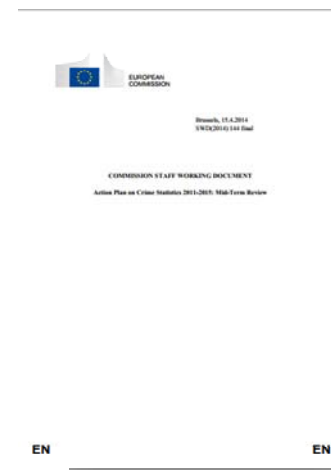 EUROPEAN
COMMISSION
Brussels, 15.4.2014
SWD(2014) 144 final
COMMISSION STAFF WORKING DOCUMENT
Action Plan on Crime Statistics 2011-2015: Mid-Term Review
EN EN